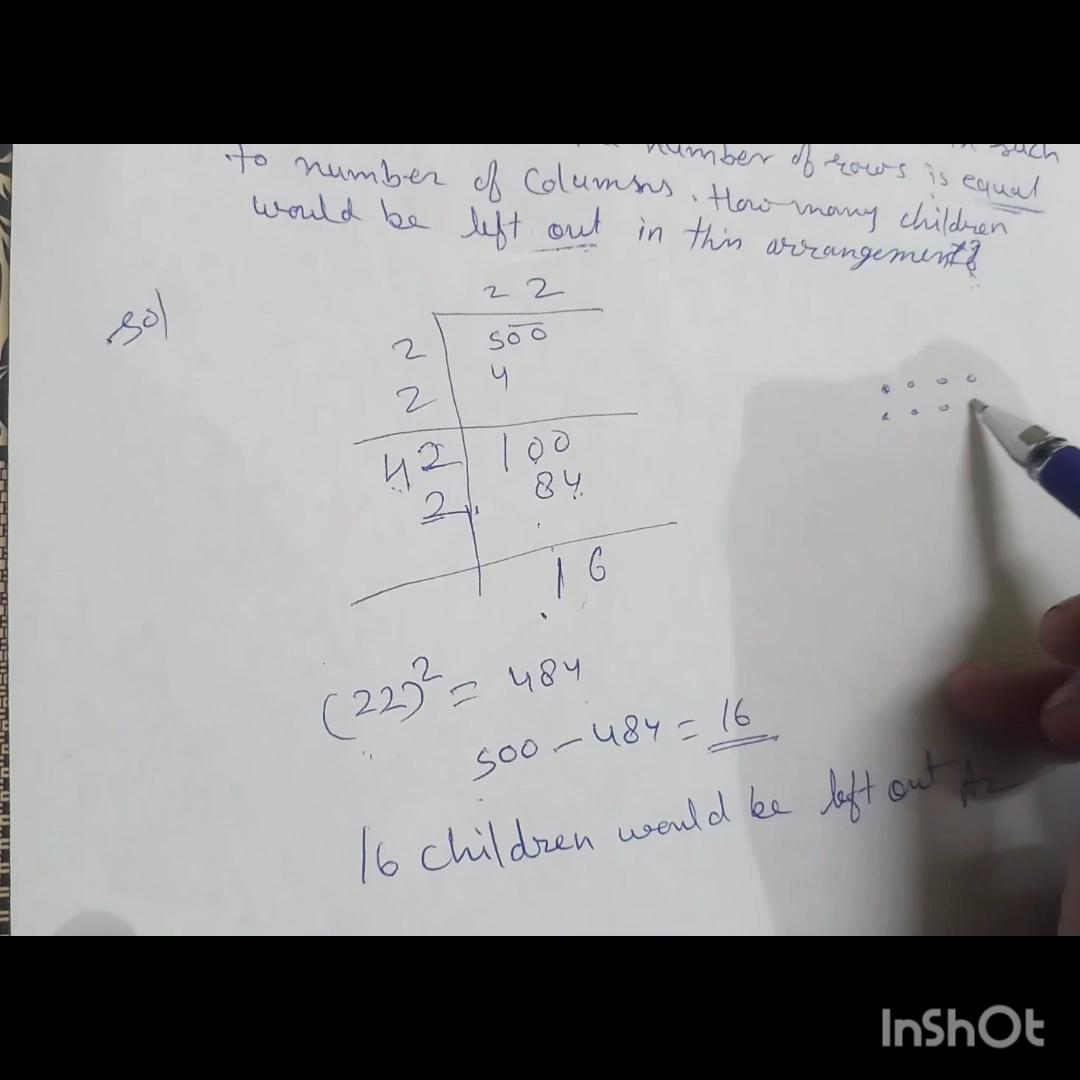 number of rows is equal
to number of Columns. How many children
would be left out in this arrangement?
sol
22
2 500
2 4
42 100
2 84
16
(22)² = 484
500 - 484 = 16
16 children would be left out
InShOt